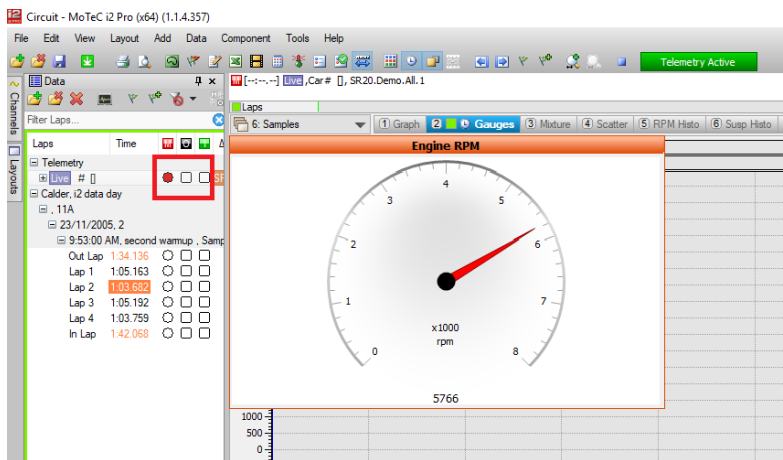 Circuit - MoTeC i2 Pro (x64) (1.1.4.357)
File Edit View Layout Add Data Component Tools Help
Telemetry Active
Data
[--:--.--] Live ,Car# [], SR20.Demo.All.1
Channels
Layouts
Filter Laps...
Laps
6: Samples
1 Graph 2 Gauges 3 Mixture 4 Scatter 5 RPM Histo 6 Susp Histo
Laps Time
Telemetry
Live # []
Calder, i2 data day
, 11A
23/11/2005, 2
9:53:00 AM, second warmup , Samp
Out Lap 1:34.136
Lap 1 1:05.163
Lap 2 1:03.682
Lap 3 1:05.192
Lap 4 1:03.759
In Lap 1:42.068
Engine RPM
0
1
2
3
4
5
6
7
8
x1000
rpm
5766
1000
500
0